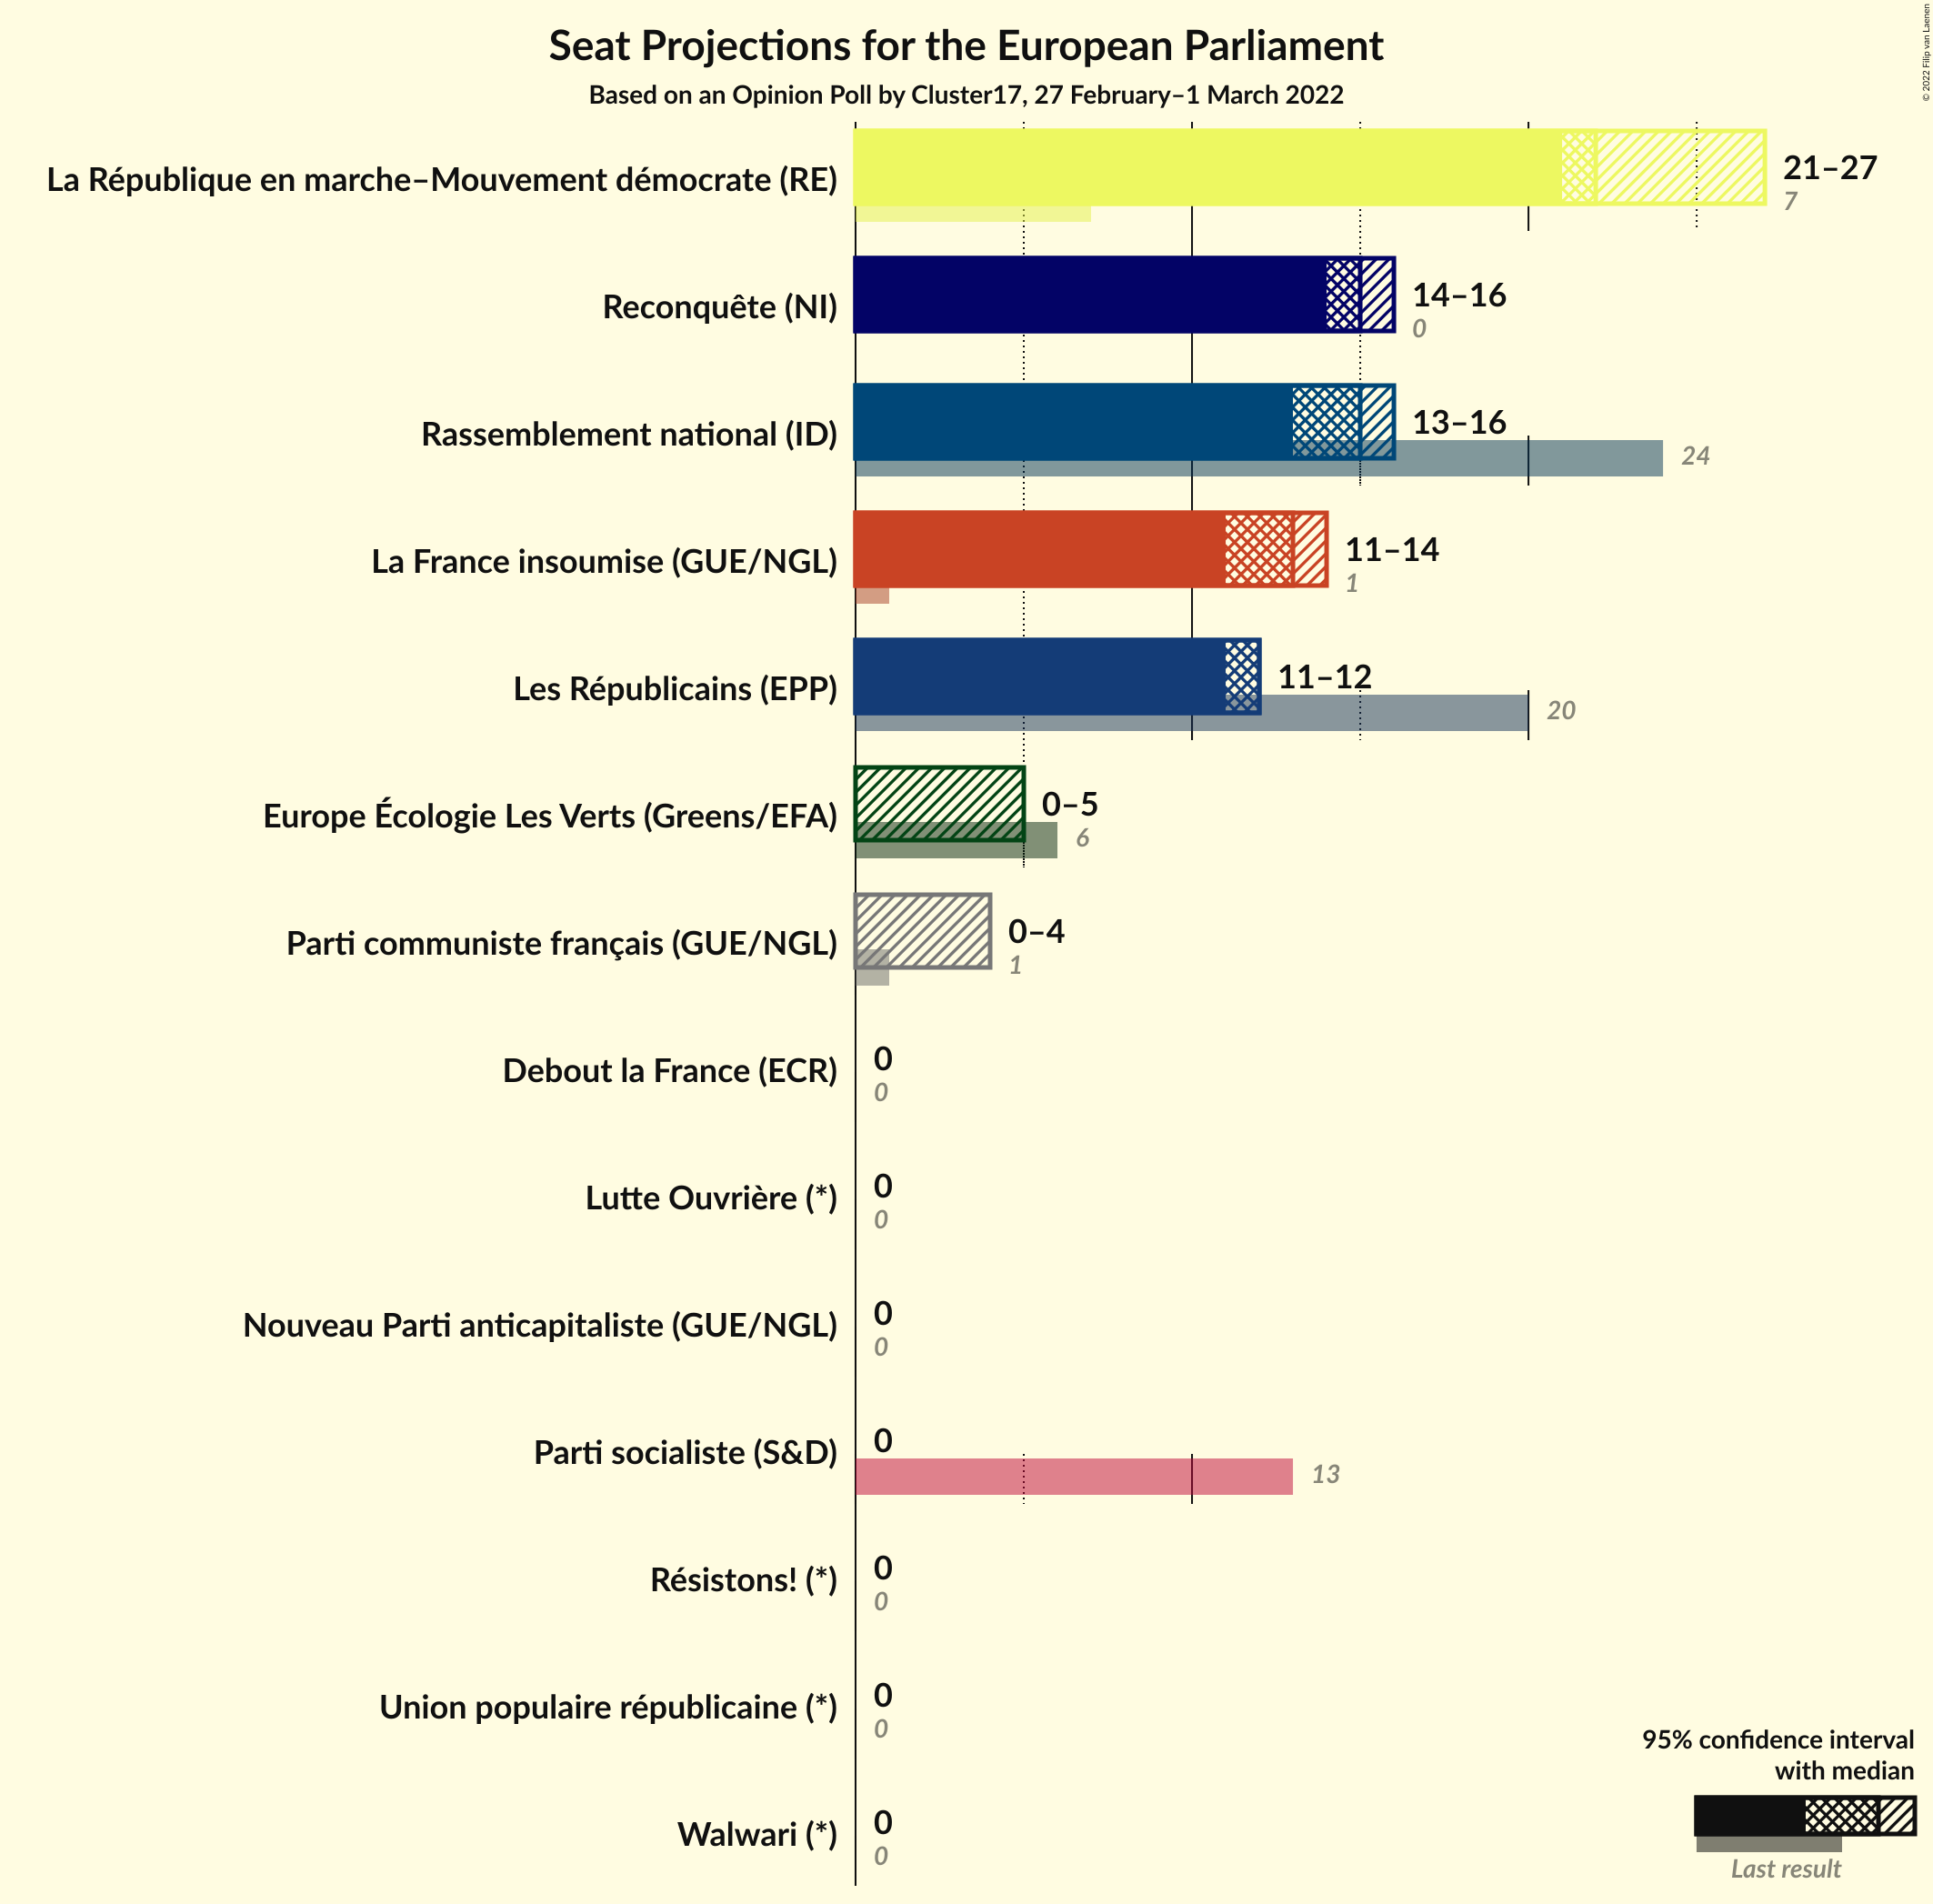 Seat Projections for the European Parliament
Based on an Opinion Poll by Cluster17, 27 February–1 March 2022
© 2022 Filip van Laenen
La République en marche–Mouvement démocrate (RE)
21–27
7
Reconquête (NI)
14–16
0
Rassemblement national (ID)
13–16
24
La France insoumise (GUE/NGL)
11–14
1
Les Républicains (EPP)
11–12
20
Europe Écologie Les Verts (Greens/EFA)
0–5
6
Parti communiste français (GUE/NGL)
0–4
1
Debout la France (ECR)
0
0
Lutte Ouvrière (*)
0
0
Nouveau Parti anticapitaliste (GUE/NGL)
0
0
Parti socialiste (S&D)
0
13
Résistons! (*)
0
0
Union populaire républicaine (*)
0
0
Walwari (*)
0
0
95% confidence interval
with median
Last result